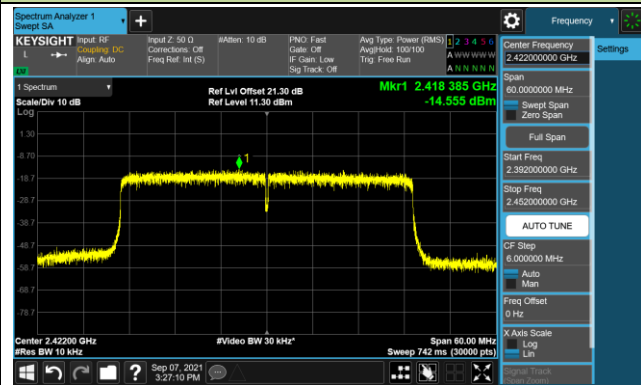 Spectrum Analyzer 1
Swept SA
Frequency
KEYSIGHT
L
Input: RF
Coupling: DC
Align: Auto
Input Z: 50 Ω
Corrections: Off
Freq Ref: Int (S)
#Atten: 10 dB
PNO: Fast
Gate: Off
IF Gain: Low
Sig Track: Off
Avg Type: Power (RMS)
Avg|Hold: 100/100
Trig: Free Run
1 2 3 4 5 6
A W W W W W
A N N N N N
1 Spectrum
Scale/Div 10 dB
Log
Ref Lvl Offset 21.30 dB
Ref Level 11.30 dBm
Mkr1 2.418 385 GHz
-14.555 dBm
1
1.30
-8.70
-18.7
-28.7
-38.7
-48.7
-58.7
-68.7
-78.7
Center 2.42200 GHz
#Res BW 10 kHz
#Video BW 30 kHz*
Span 60.00 MHz
Sweep 742 ms (30000 pts)
Center Frequency
2.422000000 GHz
Span
60.0000000 MHz
Swept Span
Zero Span
Full Span
Start Freq
2.392000000 GHz
Stop Freq
2.452000000 GHz
AUTO TUNE
CF Step
6.000000 MHz
Auto
Man
Freq Offset
0 Hz
X Axis Scale
Log
Lin
Signal Track
(Span Zoom)
Settings
Sep 07, 2021
3:27:10 PM